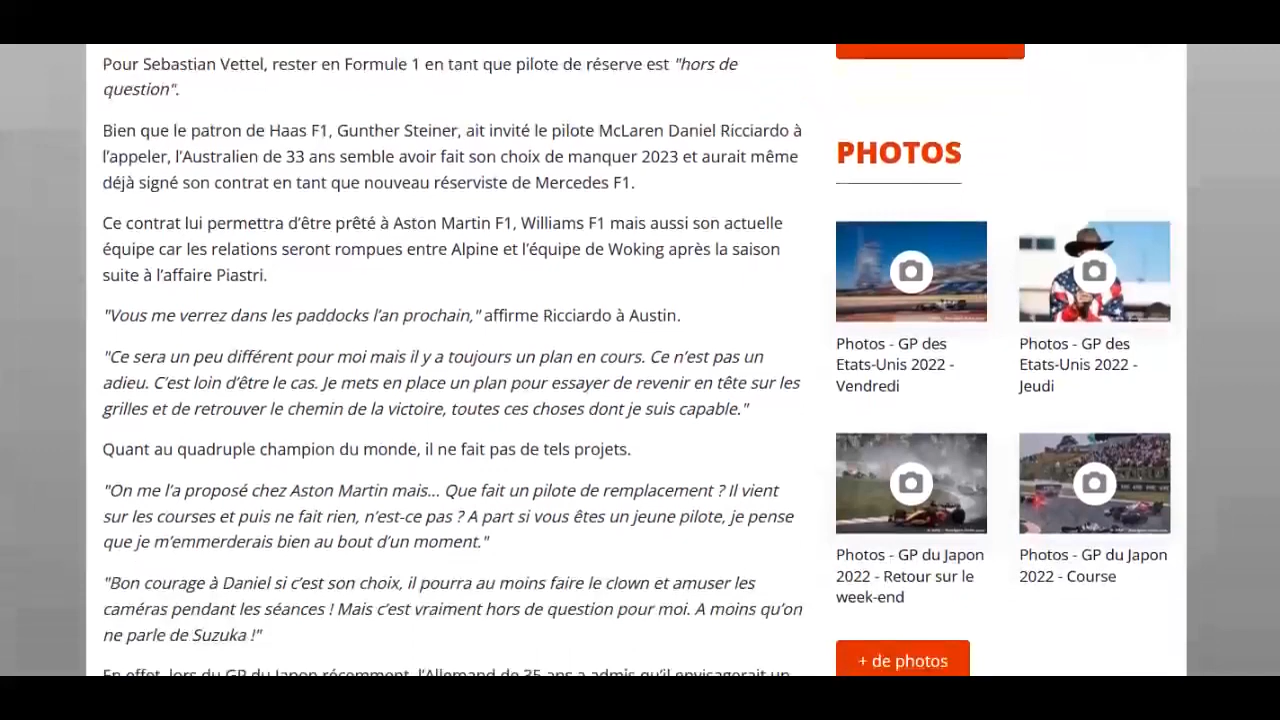 Pour Sebastian Vettel, rester en Formule 1 en tant que pilote de réserve est "hors de
question".
Bien que le patron de Haas F1, Gunther Steiner, ait invité le pilote McLaren Daniel Ricciardo à
l’appeler, l’Australien de 33 ans semble avoir fait son choix de manquer 2023 et aurait même
déjà signé son contrat en tant que nouveau réserviste de Mercedes F1.
Ce contrat lui permettra d’être prêté à Aston Martin F1, Williams F1 mais aussi son actuelle
équipe car les relations seront rompues entre Alpine et l’équipe de Woking après la saison
suite à l’affaire Piastri.
"Vous me verrez dans les paddocks l’an prochain," affirme Ricciardo à Austin.
"Ce sera un peu différent pour moi mais il y a toujours un plan en cours. Ce n’est pas un
adieu. C’est loin d’être le cas. Je mets en place un plan pour essayer de revenir en tête sur les
grilles et de retrouver le chemin de la victoire, toutes ces choses dont je suis capable."
Quant au quadruple champion du monde, il ne fait pas de tels projets.
"On me l’a proposé chez Aston Martin mais... Que fait un pilote de remplacement ? Il vient
sur les courses et puis ne fait rien, n’est-ce pas ? A part si vous êtes un jeune pilote, je pense
que je m’emmerderais bien au bout d’un moment."
"Bon courage à Daniel si c’est son choix, il pourra au moins faire le clown et amuser les
caméras pendant les séances ! Mais c’est vraiment hors de question pour moi. A moins qu’on
ne parle de Suzuka !"
En effet, lors du GP du Japon récemment, l’Allemand de 35 ans a admis qu’il envisagerait un
PHOTOS
Photos - GP des
Etats-Unis 2022 -
Vendredi
Photos - GP des
Etats-Unis 2022 -
Jeudi
Photos - GP du Japon
2022 - Retour sur le
week-end
Photos - GP du Japon
2022 - Course
+ de photos